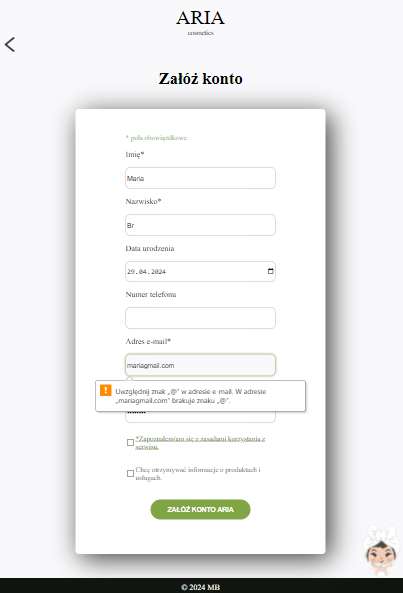 ARIA
cosmetics
Załóż konto
* pola obowiązkowe
Imię*
Maria
Nazwisko*
Br
Data urodzenia
29.04.2024
Numer telefonu
Adres e-mail*
mariagmail.com
Uwzględnij znak „@” w adresie e-mail. W adresie
„mariagmail.com” brakuje znaku „@”.
*Zapoznałem/am się z zasadami korzystania z
serwisu.
Chcę otrzymywać informacje o produktach i
usługach.
ZAŁÓŻ KONTO ARIA
© 2024 MB